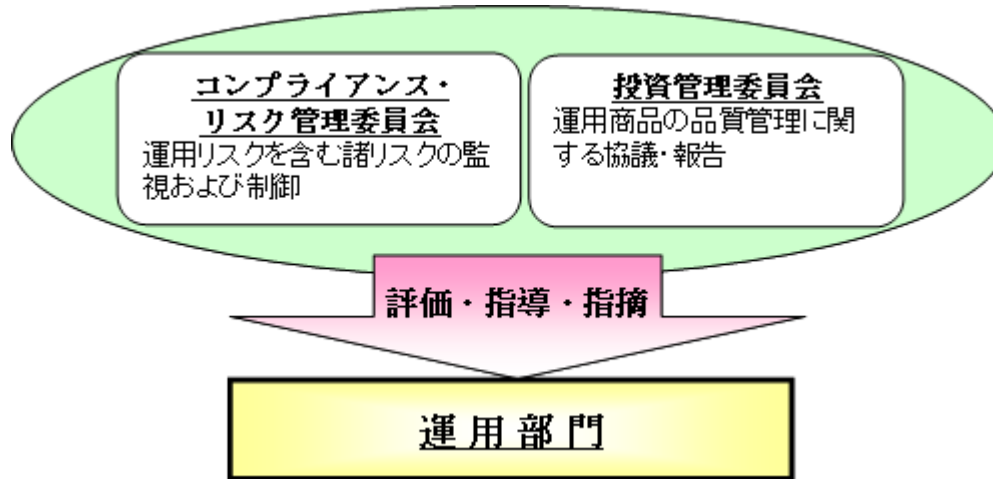 コンプライアンス・
リスク管理委員会
運用リスクを含む諸リスクの監
視および制御
投資管理委員会
運用商品の品質管理に関
する協議・報告
評価・指導・指摘
運用部門